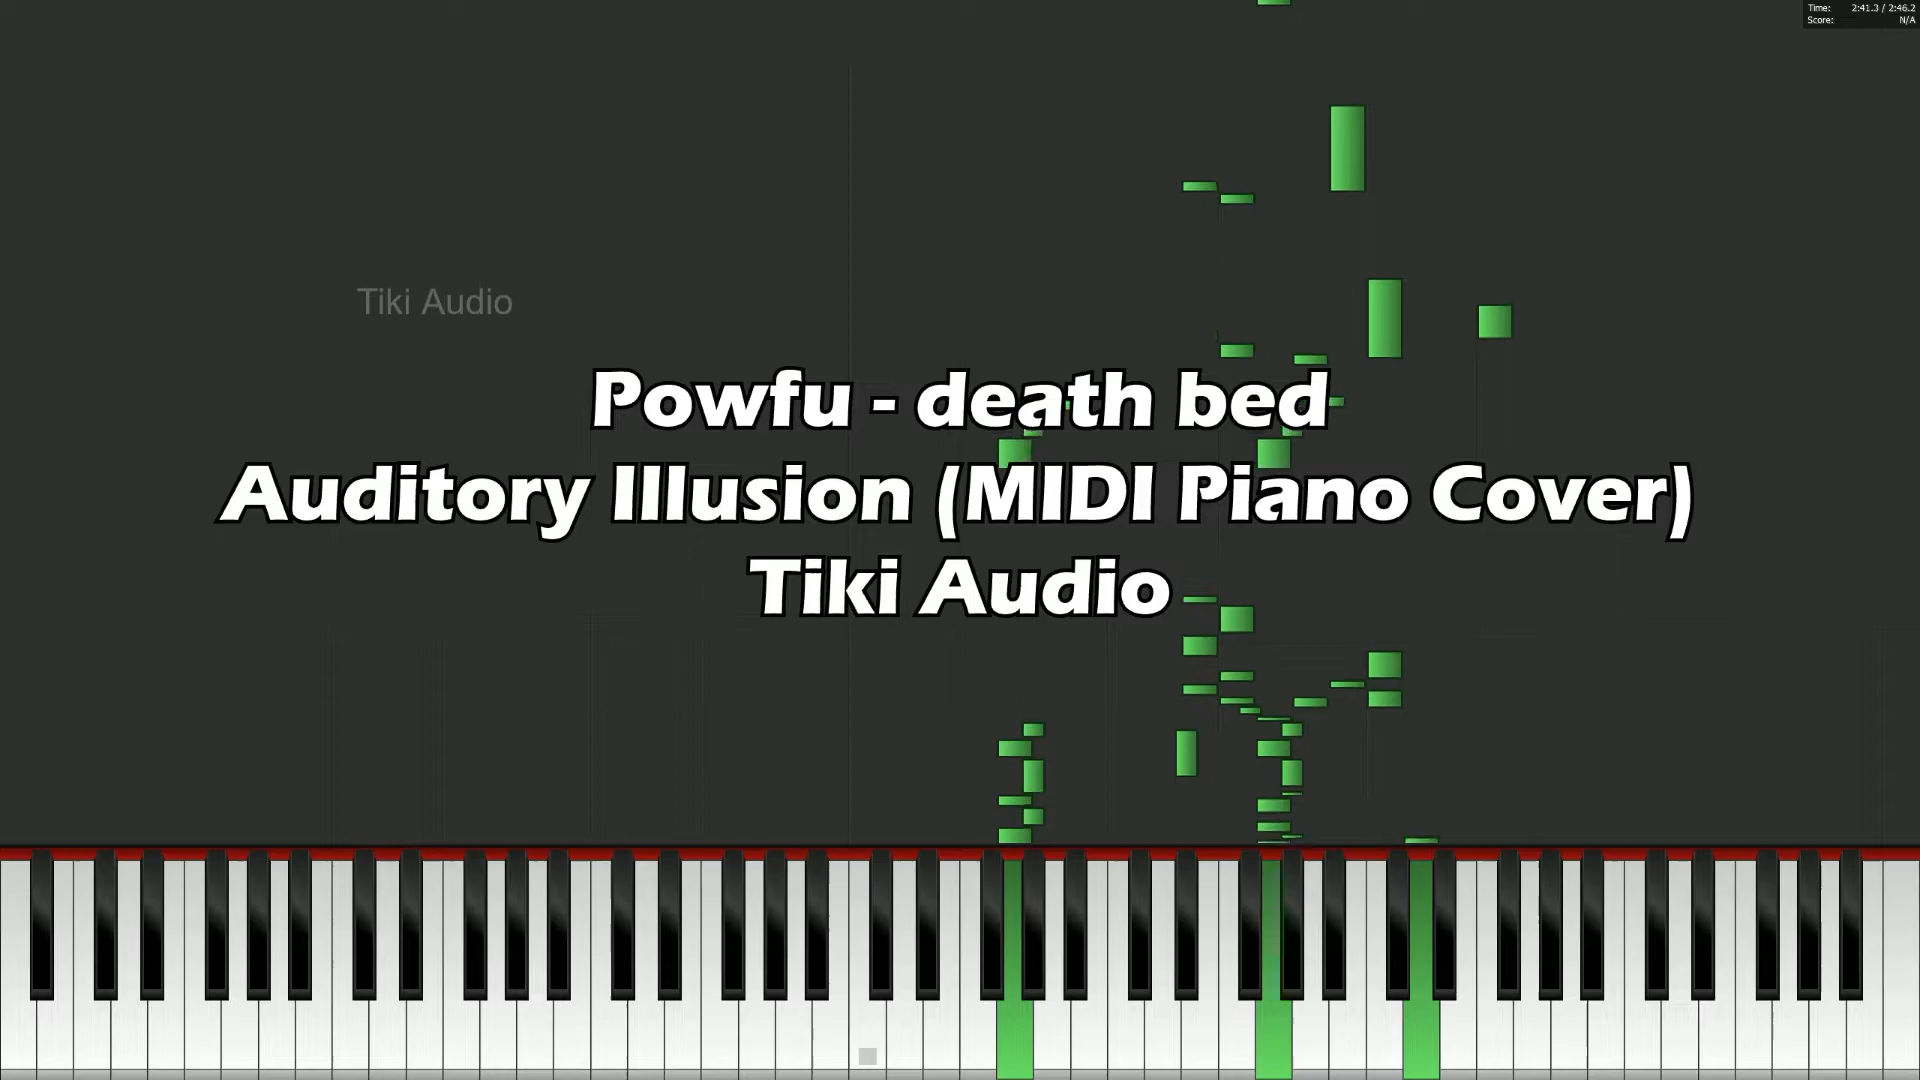 Time: 2:41.3 / 2:46.2
Score: N/A
Tiki Audio
Powfu - death bed
Auditory Illusion (MIDI Piano Cover)
Tiki Audio